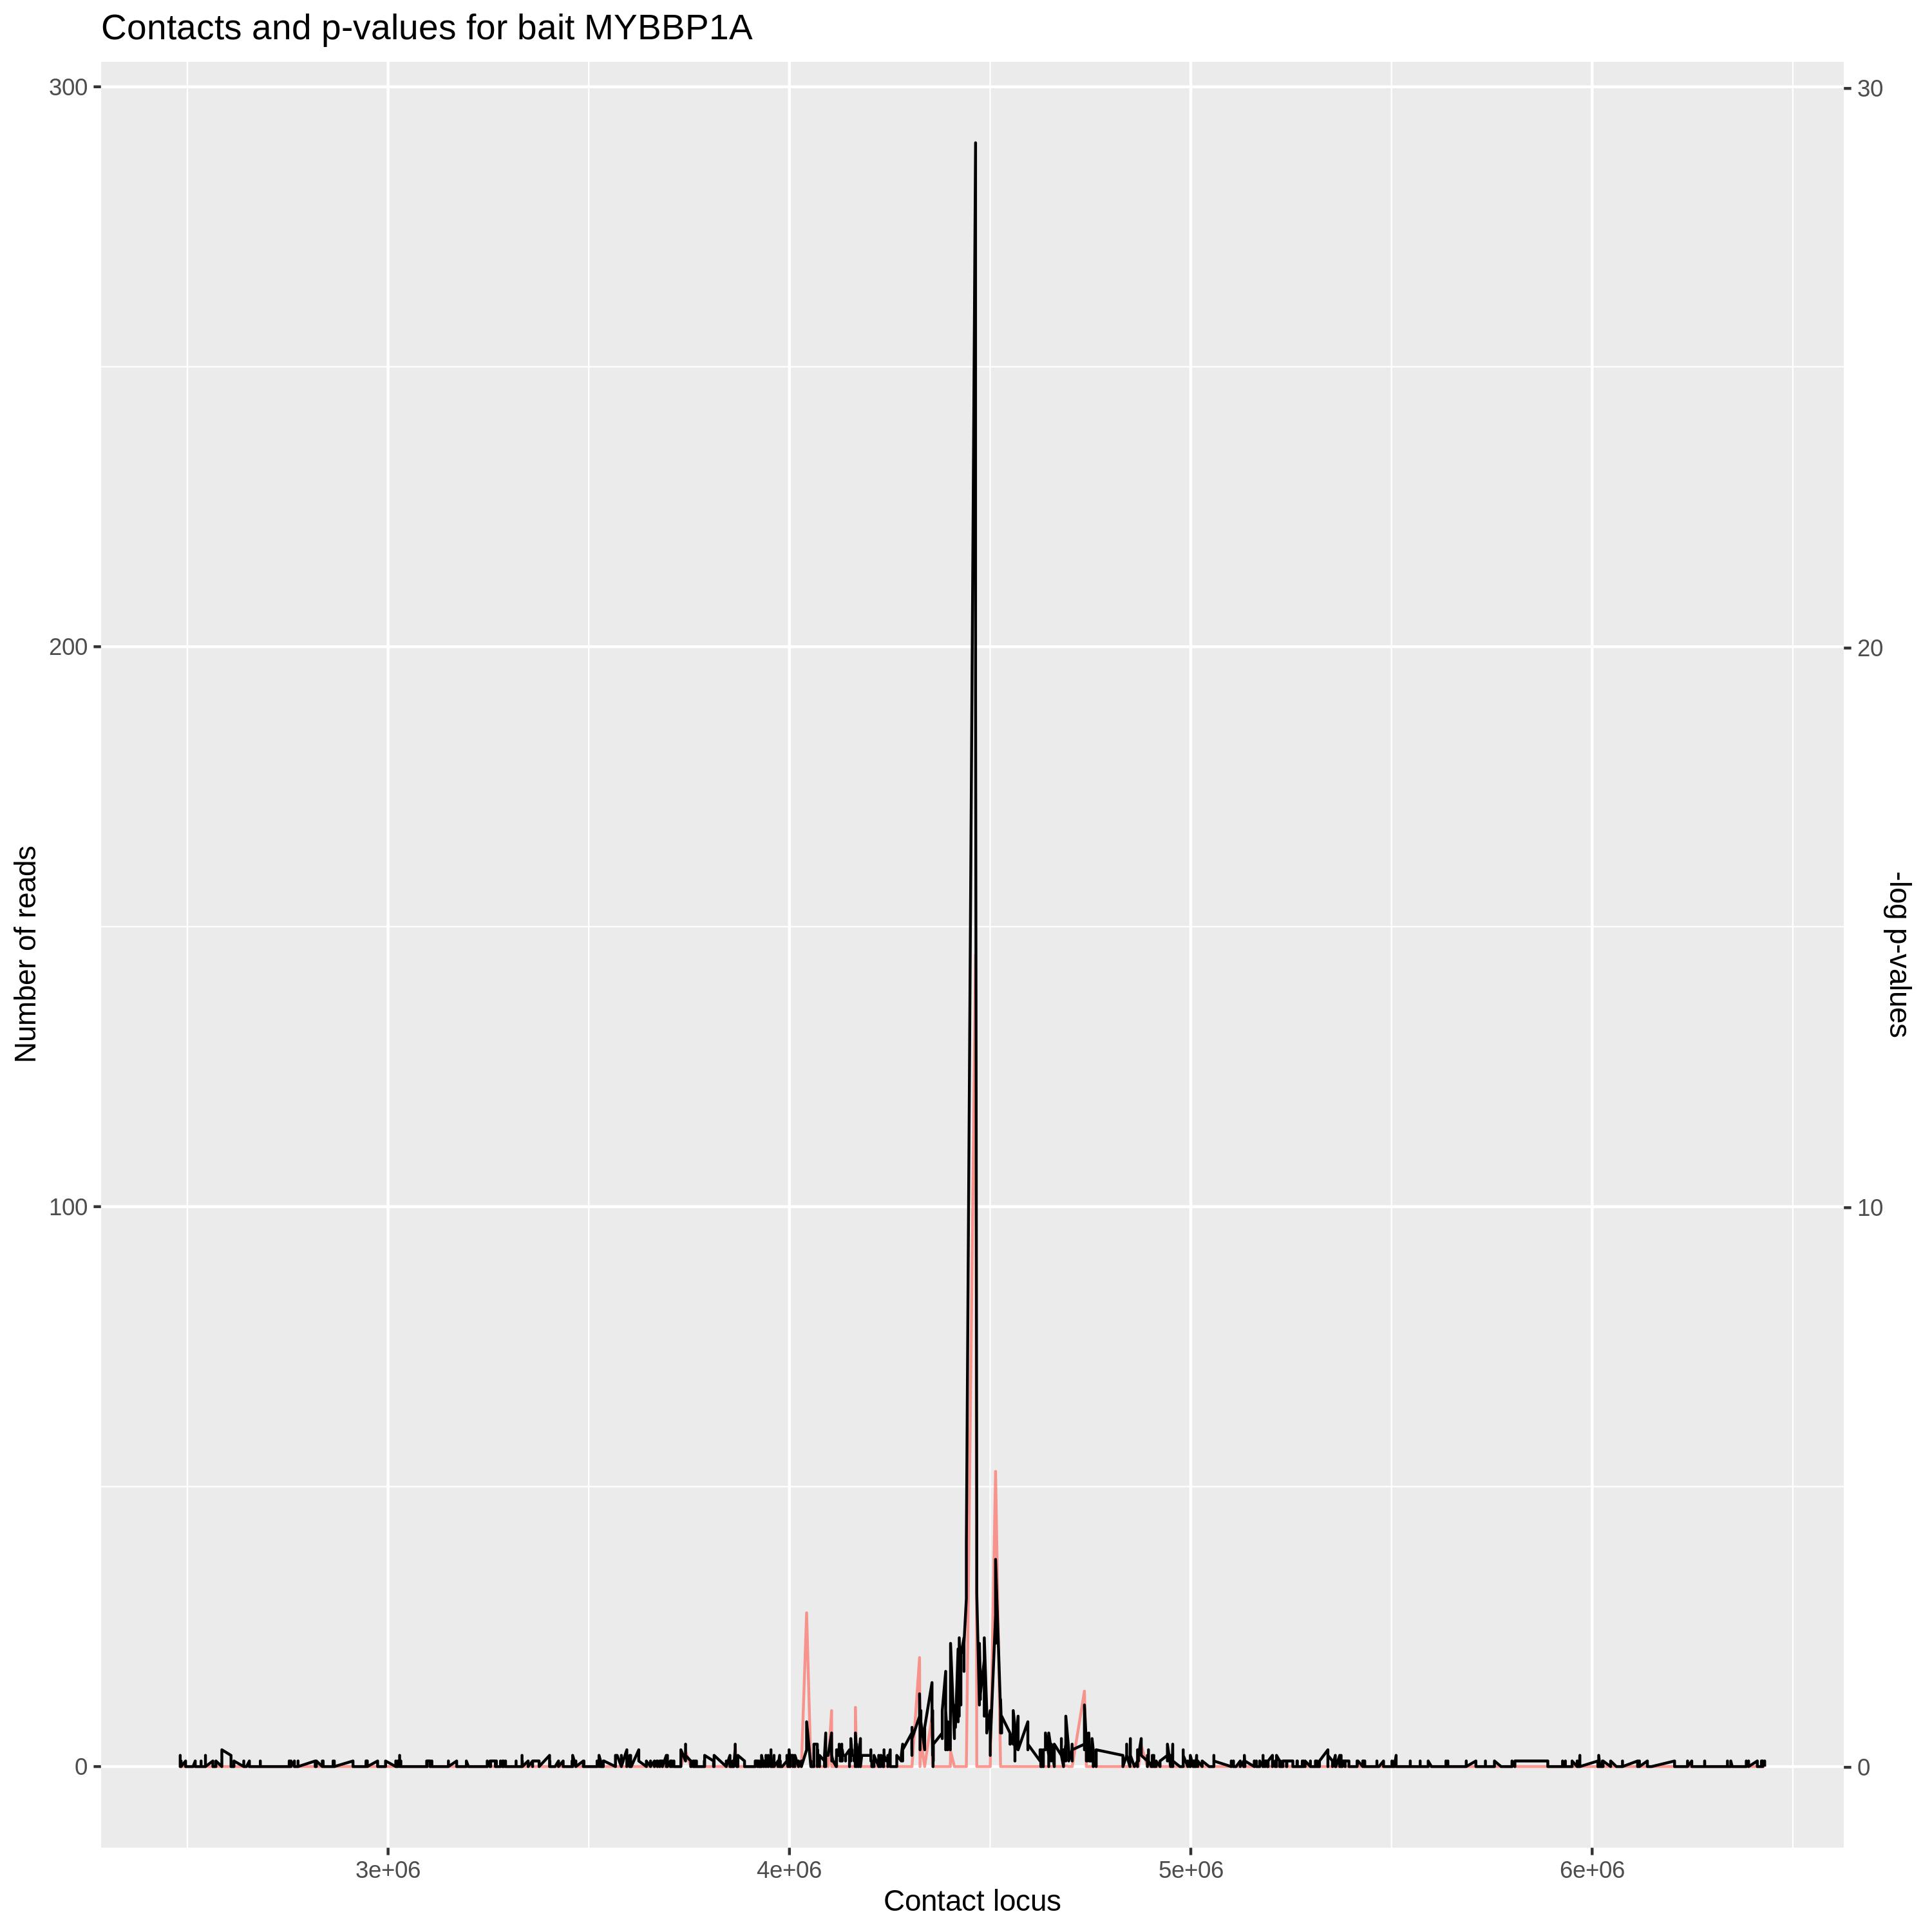 Contacts and p-values for bait MYBBP1A
300
200
100
0
30
20
10
0
Number of reads
-log p-values
3e+06
4e+06
5e+06
6e+06
Contact locus